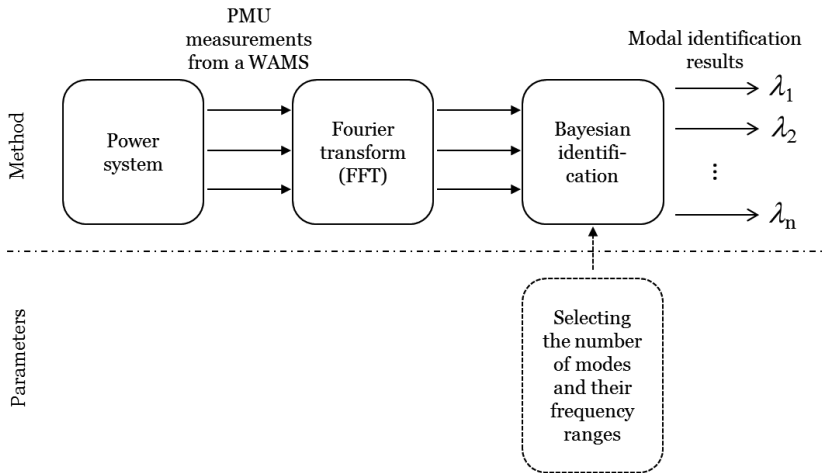 PMU
measurements
from a WAMS
Modal identification
results
Method
Power
system
Fourier
transform
(FFT)
Bayesian
identifi-
cation
λ1
λ2
⋮
λn
Parameters
Selecting
the number
of modes
and their
frequency
ranges